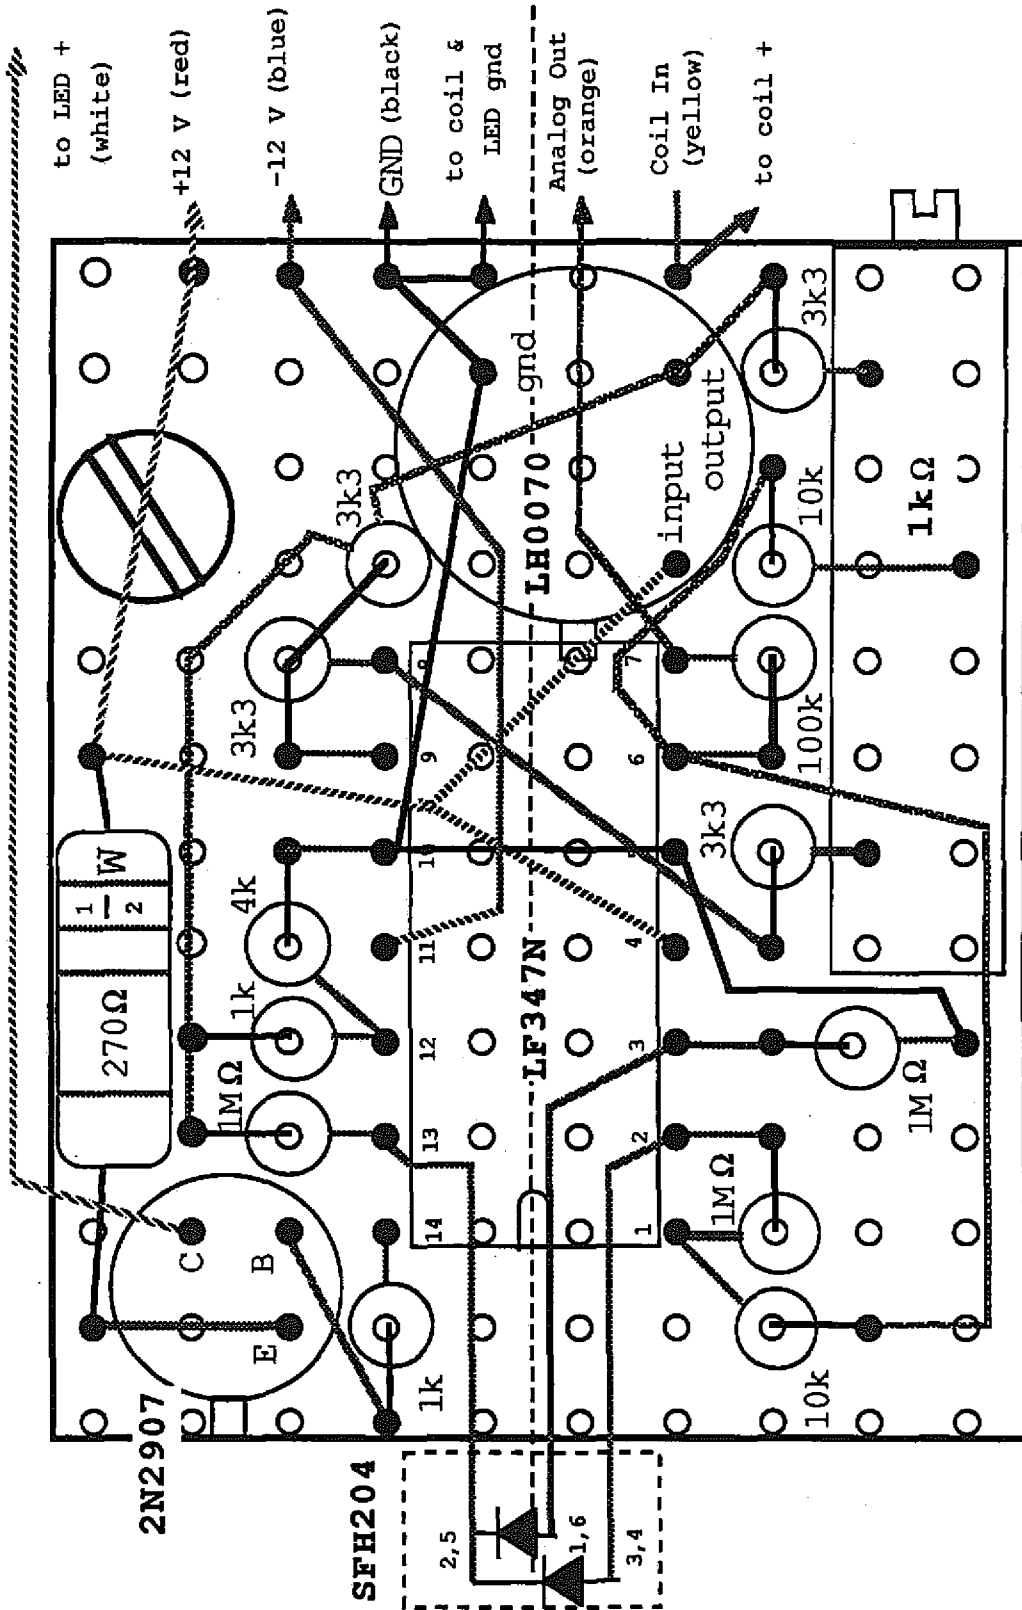 to LED +
(white)
+12 V (red)
-12 V (blue)
GND (black)
to coil &
LED gnd
Analog Out
(orange)
Coil In
(yellow)
to coil +
3k3
gnd
output
input
LH0070
3k3
10k
1kΩ
3k3
100k
3k3
8
9
10
11
12
13
14
7
6
5
4
3
2
1
LF347N
1
2
W
270Ω
4k
1k
1MΩ
1MΩ
1MΩ
C
B
E
2N2907
1k
10k
SFH204
2,5
1,6
3,4